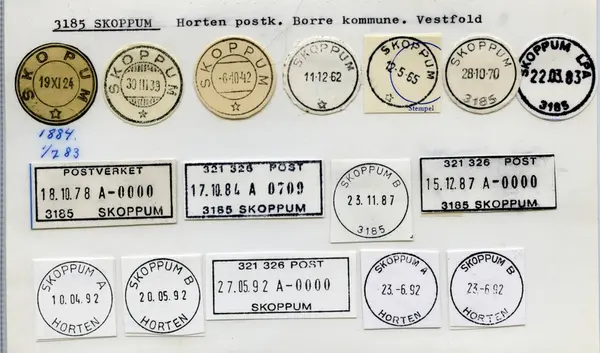 3185 SKOPPUM   Horten postk. Borre kommune. Vestfold
SKOPUM
19 XI 24
SKOPPUM
30 III 39
SKOPPUM
-6-10-42
SKOPPUM
11-12-62
SKOPPUM
12-5-65
Stempel
SKOPPUM
28-10-70
3185
SKOPPUM LPA
22.03.83
3185
1884.
1/7 83
POSTVERKET
18.10.78 A-0000
3185 SKOPPUM
321 326 POST
17.10.84 A 0709
3185 SKOPPUM
SKOPPUM B
23.11.87
3185
321 326 POST
15.12.87 A-0000
3185 SKOPPUM
SKOPPUM A
10.04.92
HORTEN
SKOPPUM B
20.05.92
HORTEN
321 326 POST
27.05.92 A-0000
SKOPPUM
SKOPPUM A
23.-6.92
HORTEN
SKOPPUM B
23-6 92
HORTEN